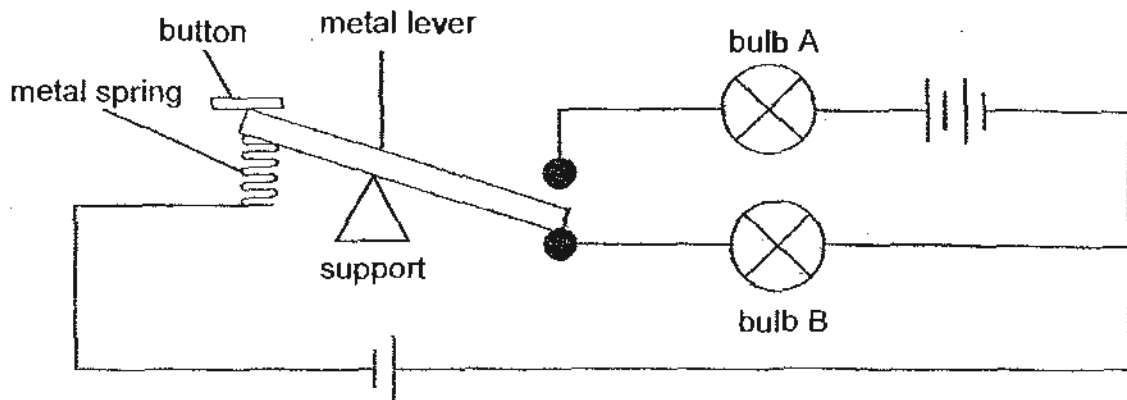 button
metal lever
bulb A
metal spring
support
bulb B